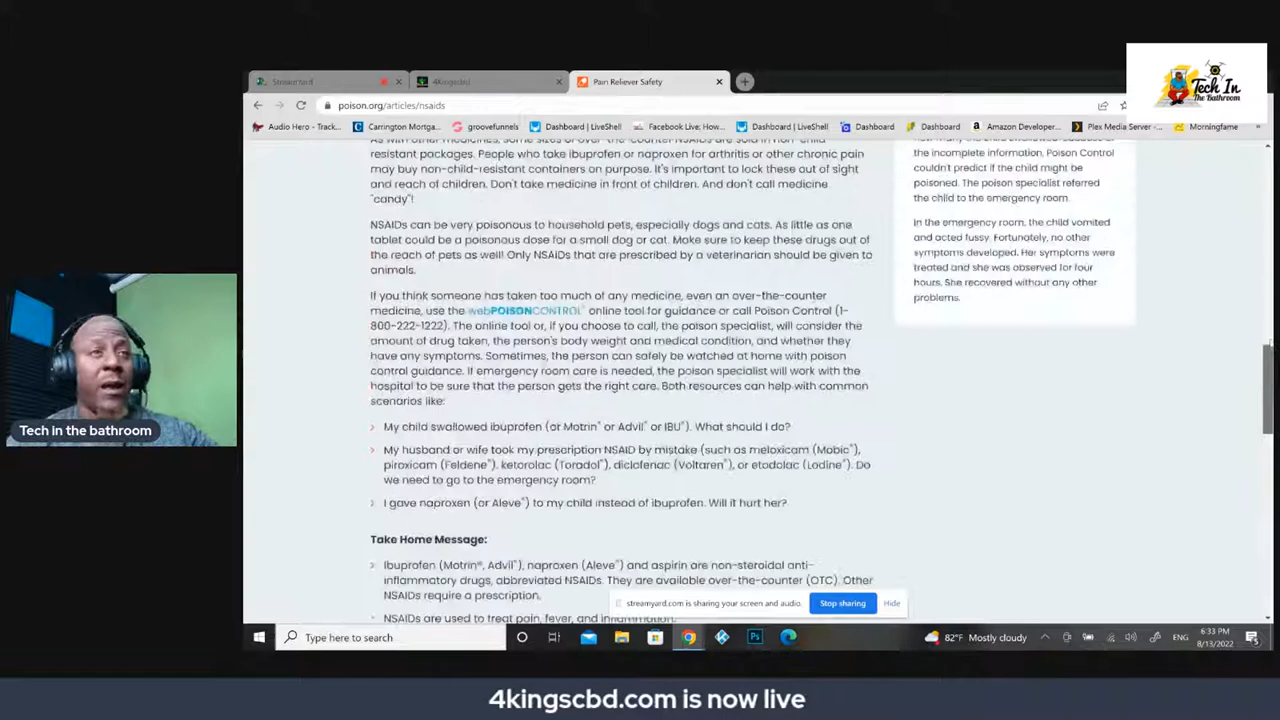 StreamYard
4Kingscbd
Pain Reliever Safety
Tech In
The Bathroom
poison.org/articles/nsaids
Audio Hero - Track...
Carrington Mortga...
groovefunnels
Dashboard | LiveShell
Facebook Live; How...
Dashboard | LiveShell
Dashboard
Dashboard
Amazon Developer...
Plex Media Server -...
Morningfame
resistant packages. People who take ibuprofen or naproxen for arthritis or other chronic pain
may buy non-child-resistant containers on purpose. It's important to lock these out of sight
and reach of children. Don't take medicine in front of children. And don't call medicine
"candy"!
NSAIDs can be very poisonous to household pets, especially dogs and cats. As little as one
tablet could be a poisonous dose for a small dog or cat. Make sure to keep these drugs out of
the reach of pets as well! Only NSAIDs that are prescribed by a veterinarian should be given to
animals.
If you think someone has taken too much of any medicine, even an over-the-counter
medicine, use the webPOISONCONTROL® online tool for guidance or call Poison Control (1-
800-222-1222). The online tool or, if you choose to call, the poison specialist, will consider the
amount of drug taken, the person's body weight and medical condition, and whether they
have any symptoms. Sometimes, the person can safely be watched at home with poison
control guidance. If emergency room care is needed, the poison specialist will work with the
hospital to be sure that the person gets the right care. Both resources can help with common
scenarios like:
My child swallowed ibuprofen (or Motrin® or Advil® or IBU®). What should I do?
My husband or wife took my prescription NSAID by mistake (such as meloxicam (Mobic®),
piroxicam (Feldene®), ketorolac (Toradol®), diclofenac (Voltaren®), or etodolac (Lodine®). Do
we need to go to the emergency room?
I gave naproxen (or Aleve®) to my child instead of ibuprofen. Will it hurt her?
Take Home Message:
Ibuprofen (Motrin®, Advil®), naproxen (Aleve®) and aspirin are non-steroidal anti-
inflammatory drugs, abbreviated NSAIDs. They are available over-the-counter (OTC). Other
NSAIDs require a prescription.
NSAIDs are used to treat pain, fever, and inflammation.
the incomplete information, Poison Control
couldn't predict if the child might be
poisoned. The poison specialist referred
the child to the emergency room.
In the emergency room, the child vomited
and acted fussy. Fortunately, no other
symptoms developed. Her symptoms were
treated and she was observed for four
hours. She recovered without any other
problems.
Tech in the bathroom
streamyard.com is sharing your screen and audio.
Stop sharing
Hide
Type here to search
Ps
82°F Mostly cloudy
ENG
6:33 PM
8/13/2022
4kingscbd.com is now live